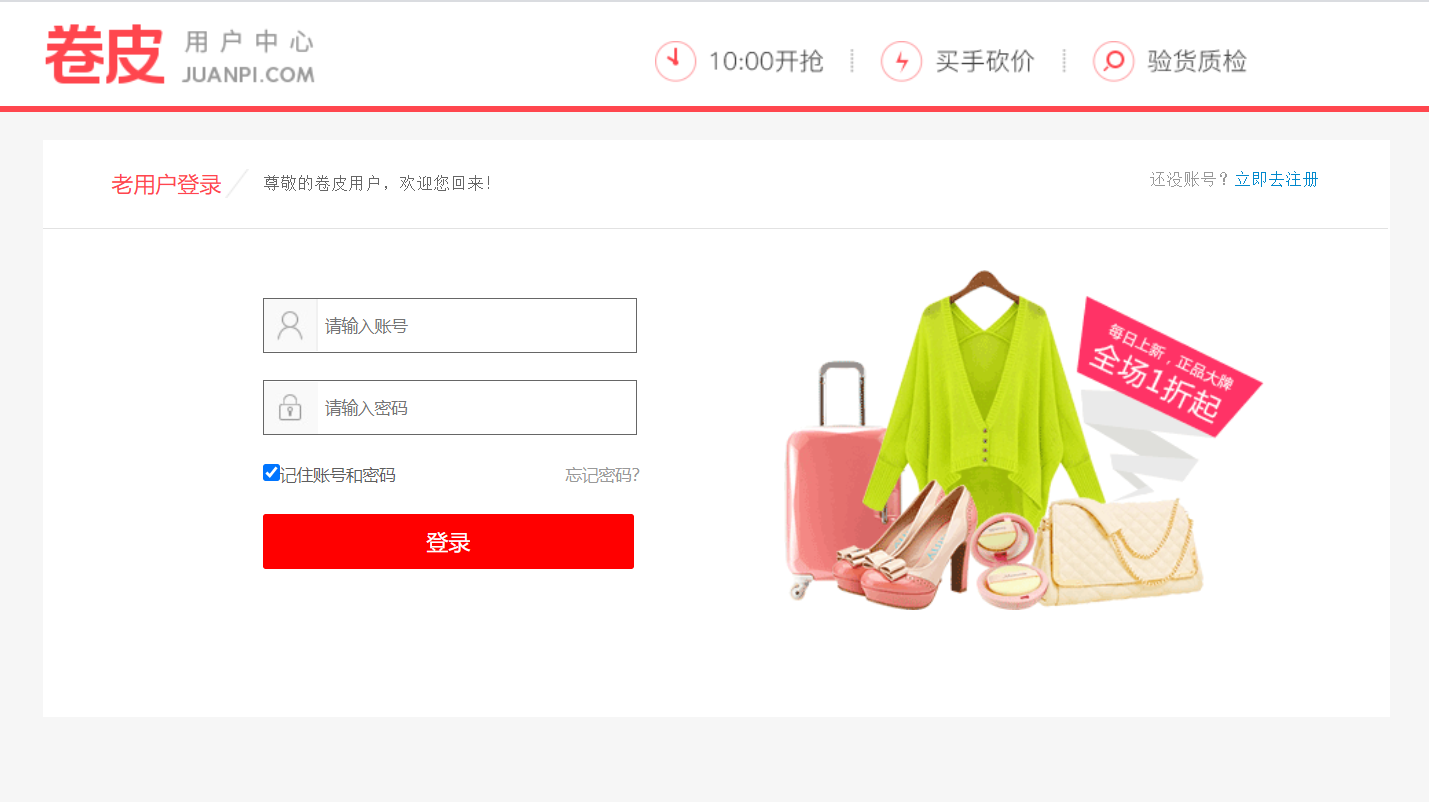 卷皮 用户中心
JUANPI.COM
10:00开抢 买手砍价 验货质检
老用户登录 尊敬的卷皮用户，欢迎您回来!
还没账号？立即去注册
请输入账号
请输入密码
记住账号和密码 忘记密码?
登录
每日上新，正品大牌
全场1折起